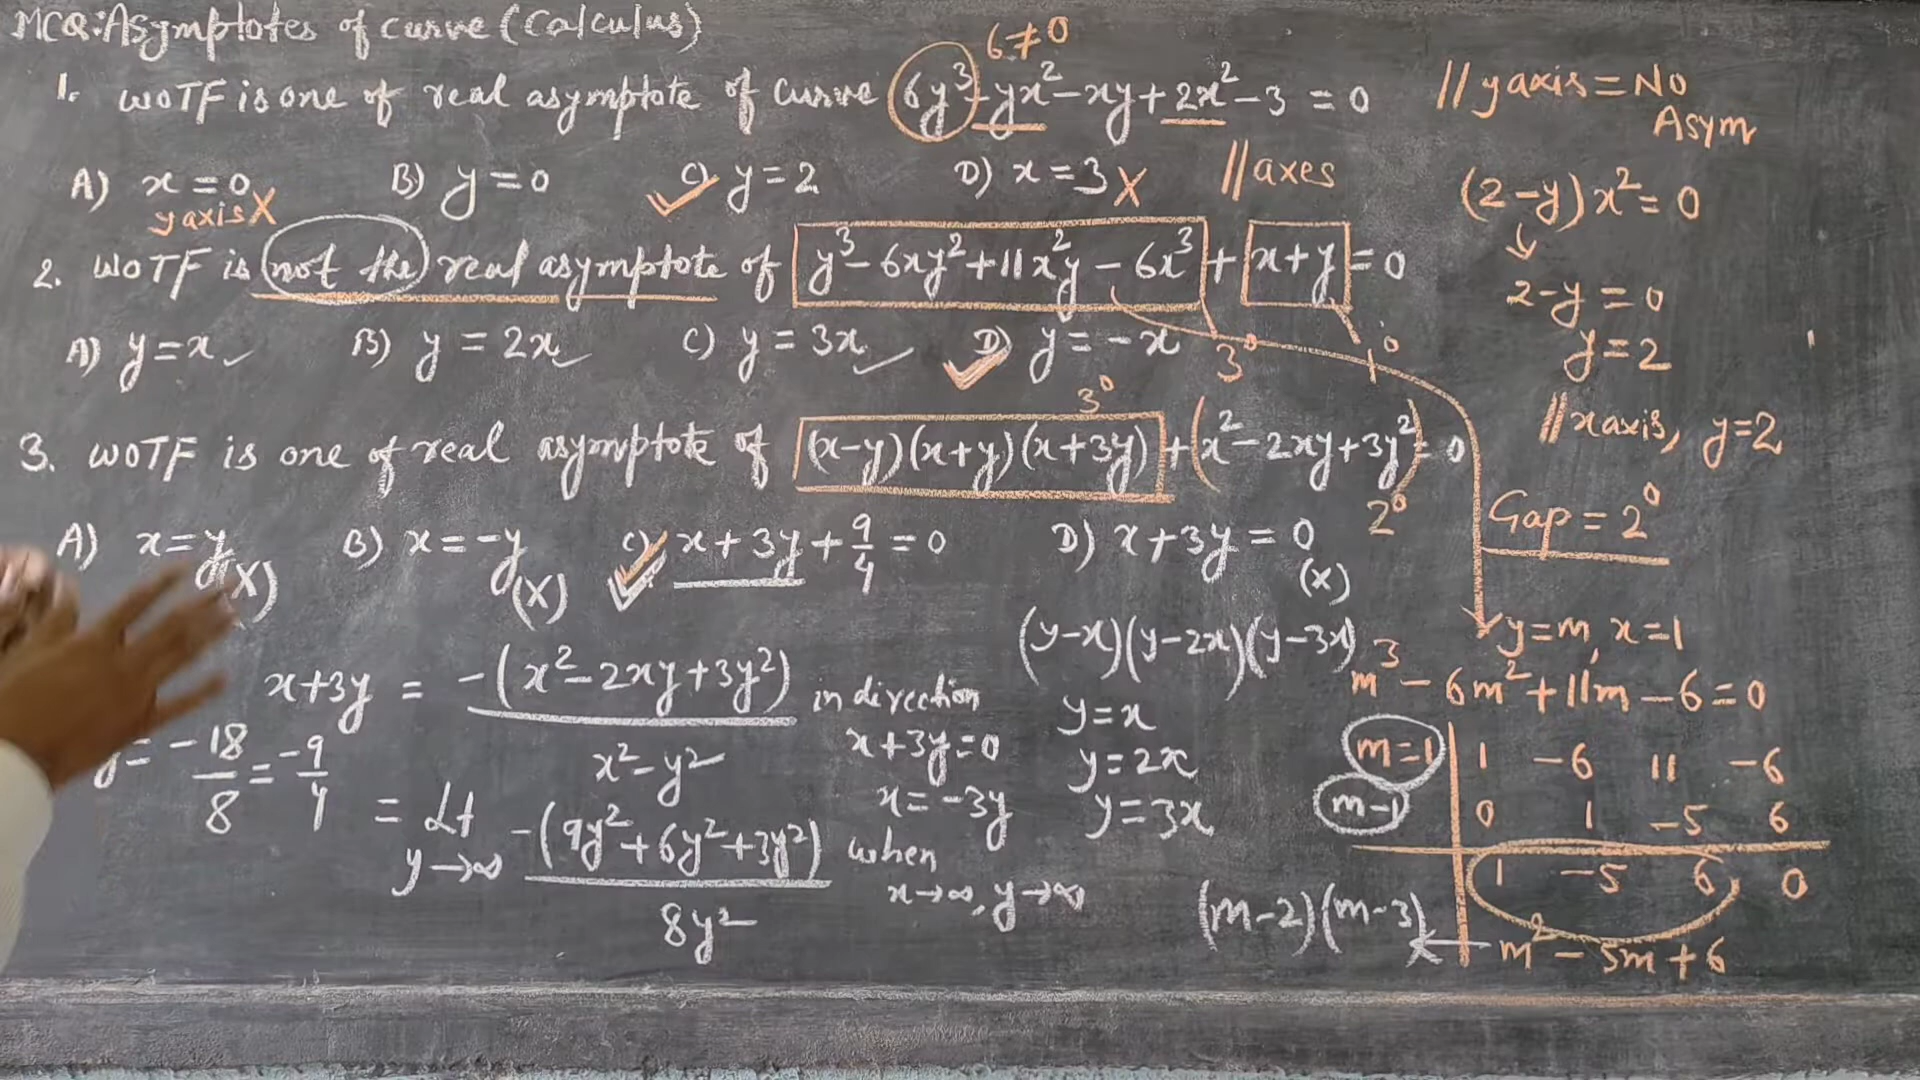 MCQ: Asymptotes of curve (Calculus)
6≠0
1. WOTF is one of real asymptote of curve 6y³-yx²-xy+2x²-3 = 0
A) x=0 B) y=0 C) y=2 D) x=3 X //axes
yaxis X
2. WOTF is not the real asymptote of y³-6xy²+11x²y-6x³+x+y=0
A) y=x B) y=2x C) y=3x D) y=-x 3° 1°
3°
3. WOTF is one of real asymptote of (x-y)(x+y)(x+3y)+(x²-2xy+3y²)=0
2°
A) x=y (X) B) x=-y (X) C) x+3y+9/4=0 D) x+3y=0 (X)
x+3y = -(x²-2xy+3y²)/(x²-y²) in direction
x+3y=0
x=-3y
= Lt y→∞ -(9y²+6y²+3y²)/8y² when
x→∞, y→∞
= -18/8 = -9/4
(y-x)(y-2x)(y-3x)
y=x
y=2x
y=3x
//yaxis=NO
Asym
(2-y)x²=0
2-y=0
y=2
//xaxis, y=2
Gap=2°
y=m, x=1
m³-6m²+11m-6=0
m=1 1 -6 11 -6
m-1 0 1 -5 6
1 -5 6 0
(m-2)(m-3) m²-5m+6